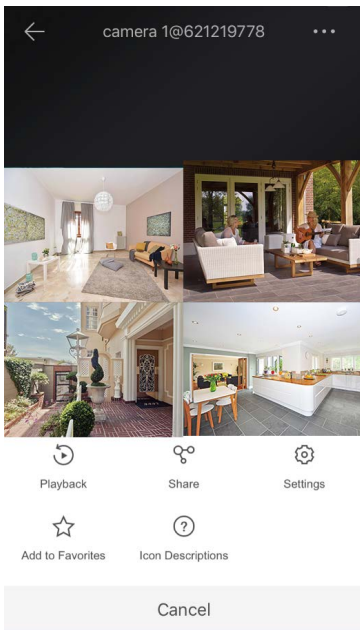 camera 1@621219778
Playback
Share
Settings
Add to Favorites
Icon Descriptions
Cancel